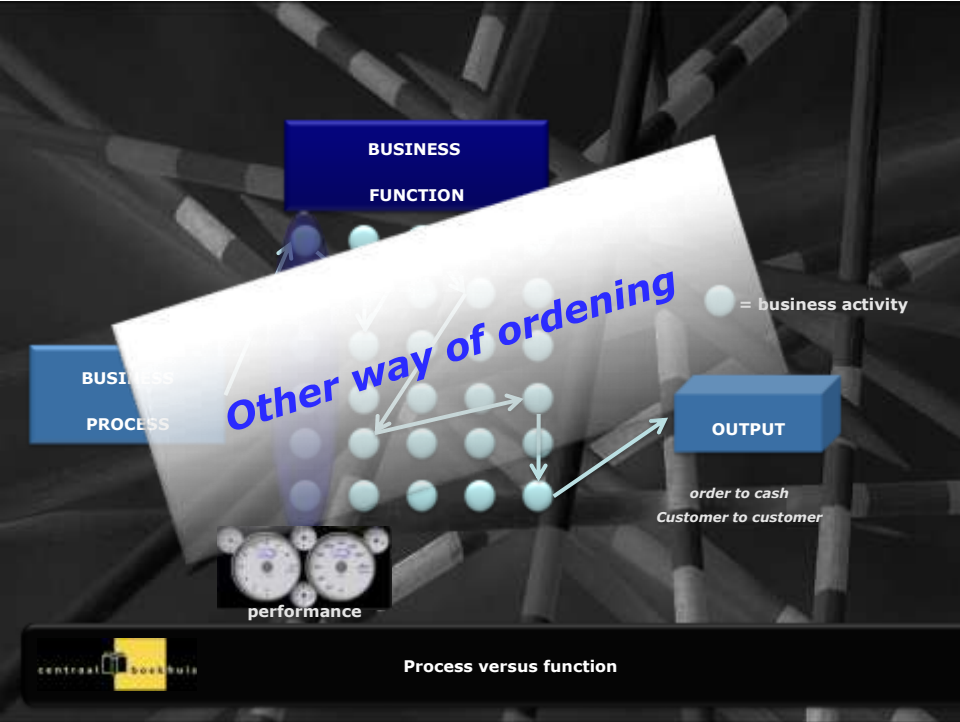 BUSINESS
FUNCTION
Other way of ordening
= business activity
BUSINESS
PROCESS
OUTPUT
order to cash
Customer to customer
performance
centraal boekhuis
Process versus function